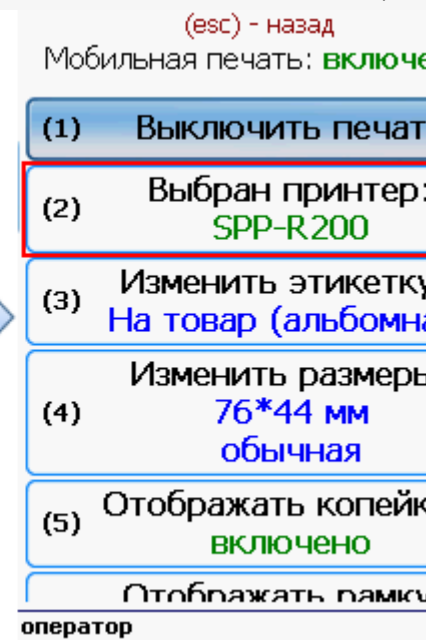 (esc) - назад
Мобильная печать: включе
(1) Выключить печат
(2) Выбран принтер:
SPP-R200
(3) Изменить этикетку
На товар (альбомна
(4) Изменить размеры
76*44 мм
обычная
(5) Отображать копейк
включено
Отображать рамку
оператор